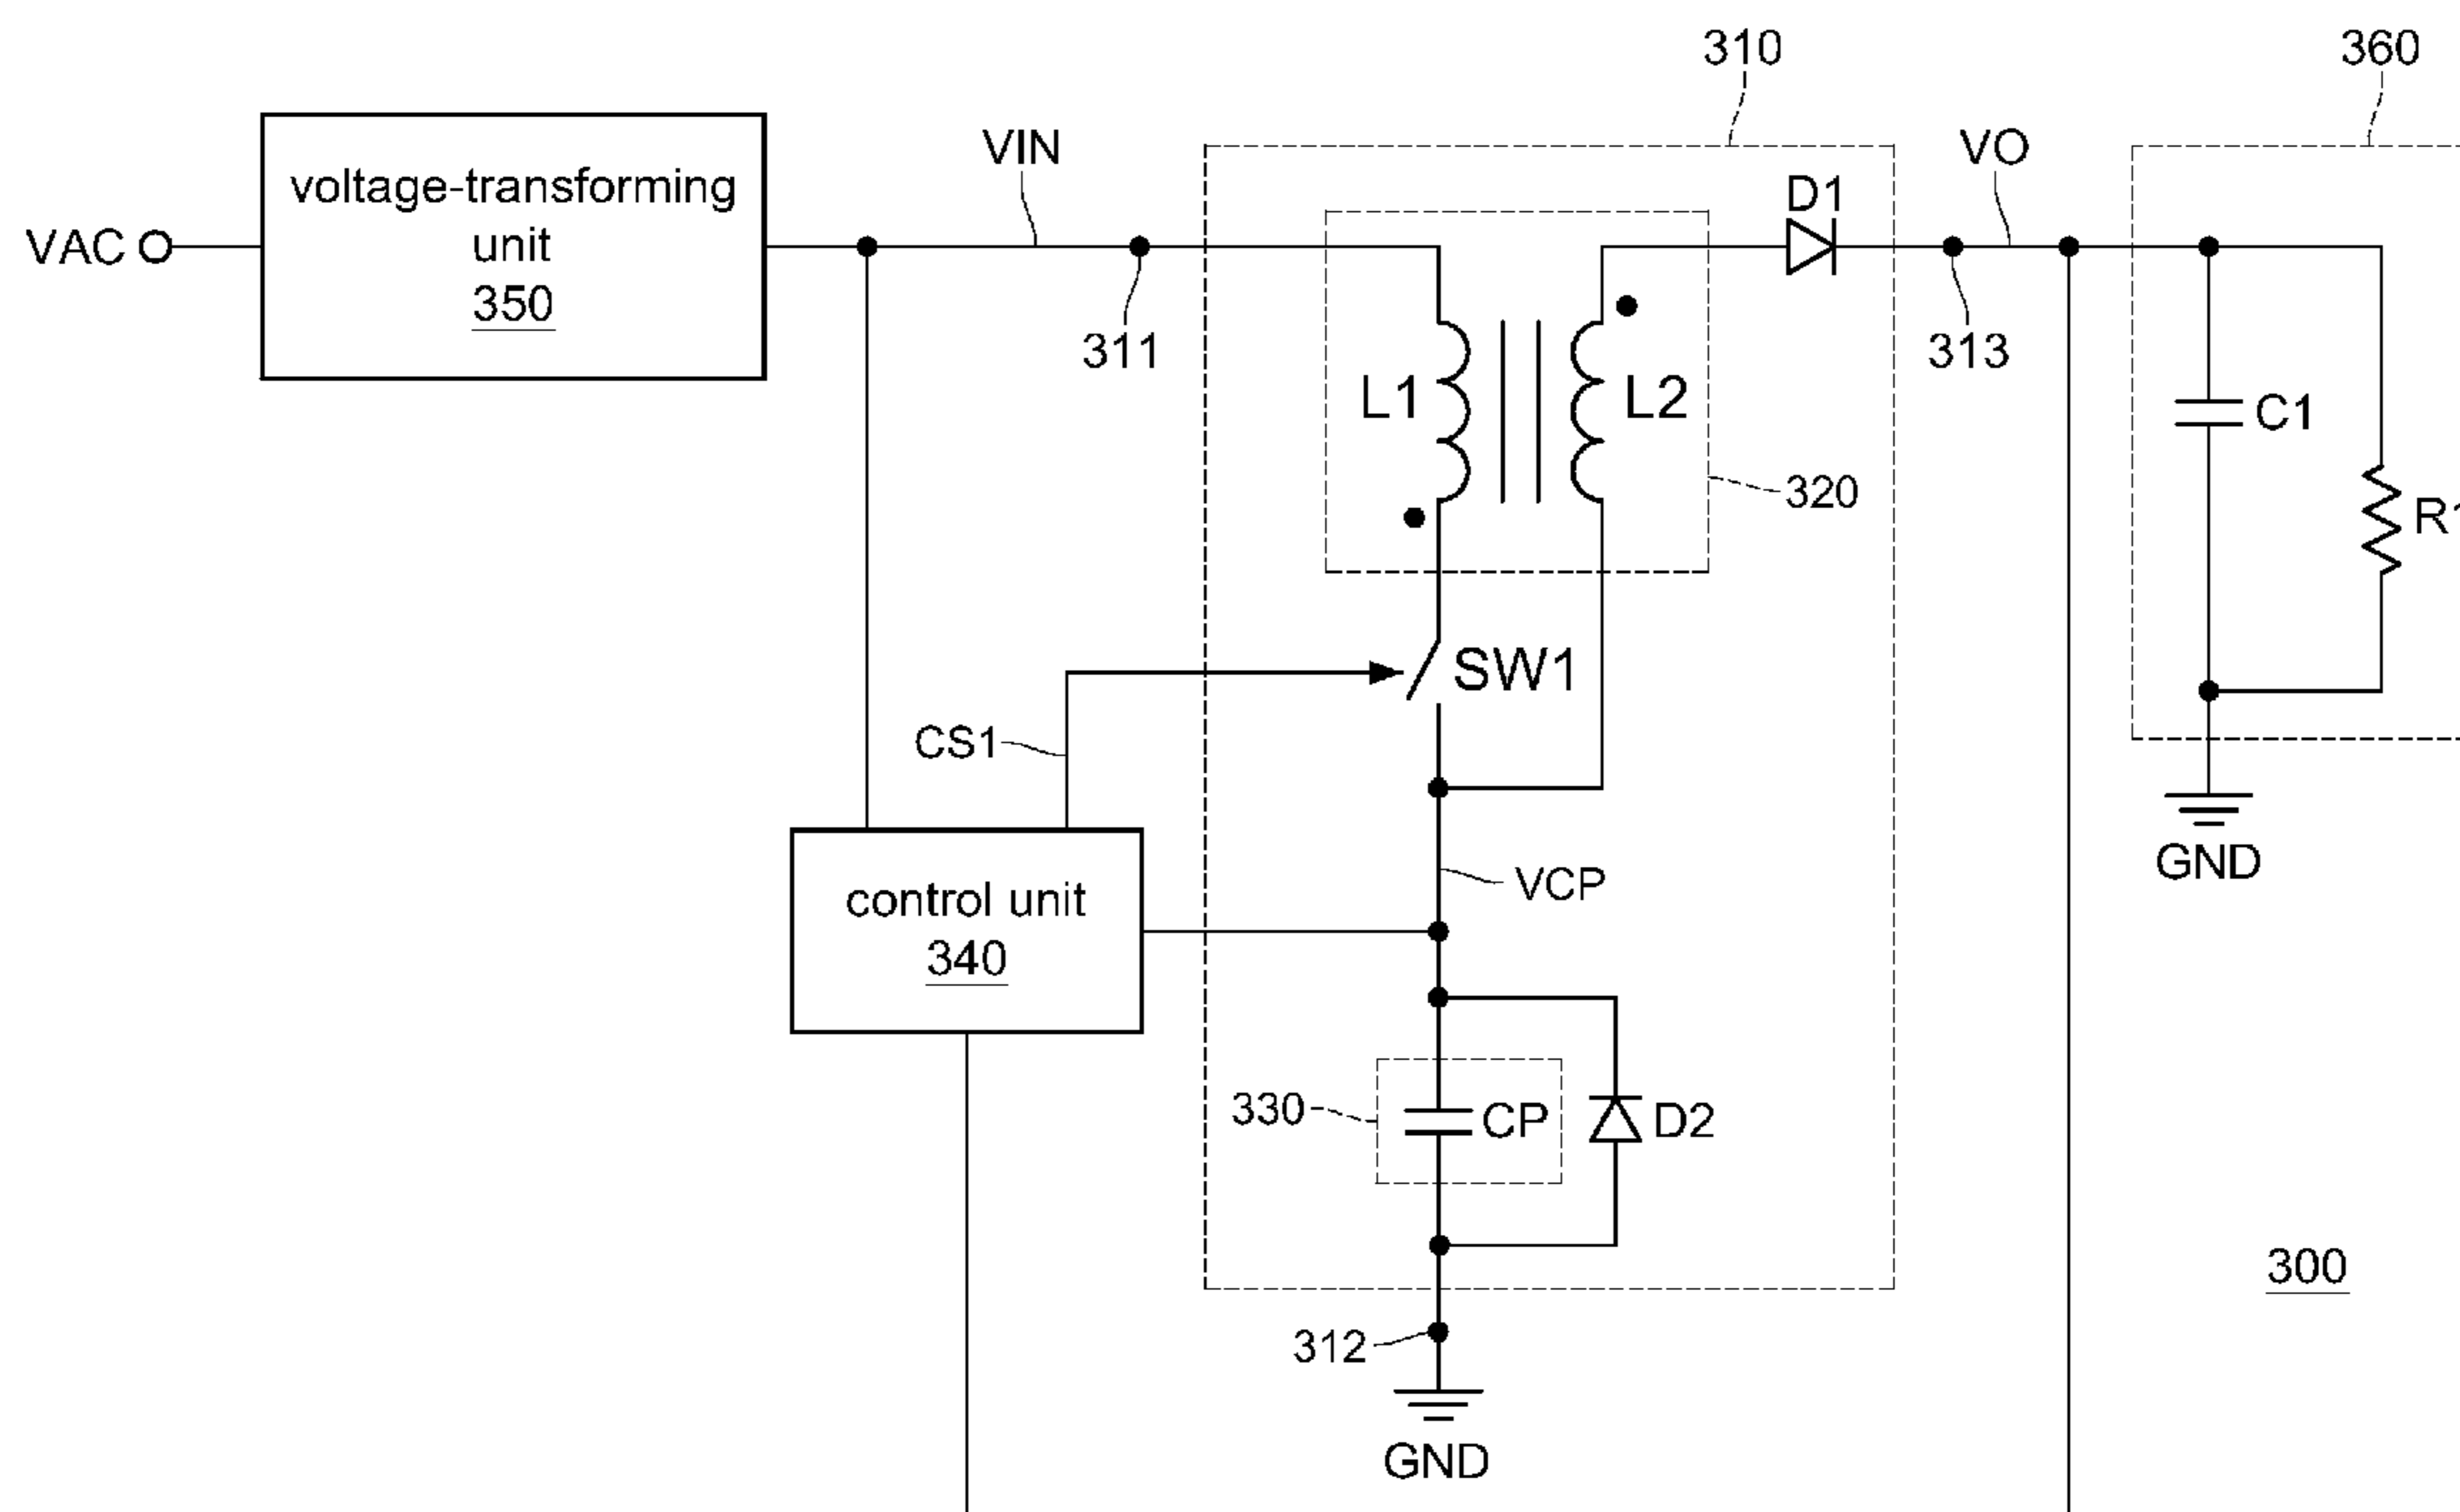 310
360
VIN
VO
D1
voltage-transforming
unit
350
VAC
311
313
L1
L2
C1
320
R1
SW1
CS1
GND
VCP
control unit
340
330
CP
D2
300
312
GND